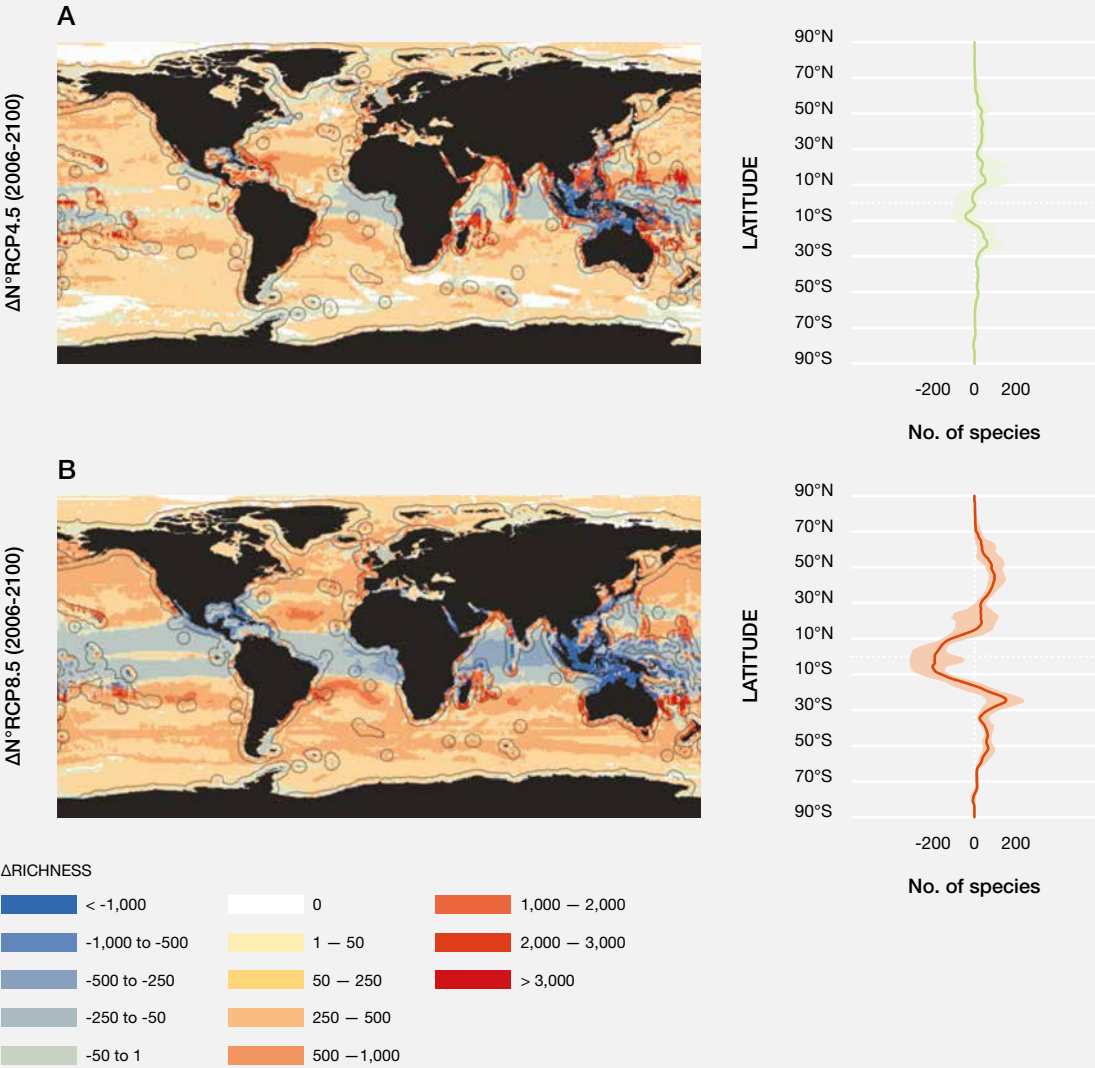 A
ΔN°RCP4.5 (2006-2100)
90°N
70°N
50°N
30°N
10°N
10°S
30°S
50°S
70°S
90°S
LATITUDE
-200 0 200
No. of species
B
ΔN°RCP8.5 (2006-2100)
90°N
70°N
50°N
30°N
10°N
10°S
30°S
50°S
70°S
90°S
LATITUDE
-200 0 200
No. of species
ΔRICHNESS
< -1,000
-1,000 to -500
-500 to -250
-250 to -50
-50 to 1
0
1 — 50
50 — 250
250 — 500
500 —1,000
1,000 — 2,000
2,000 — 3,000
> 3,000